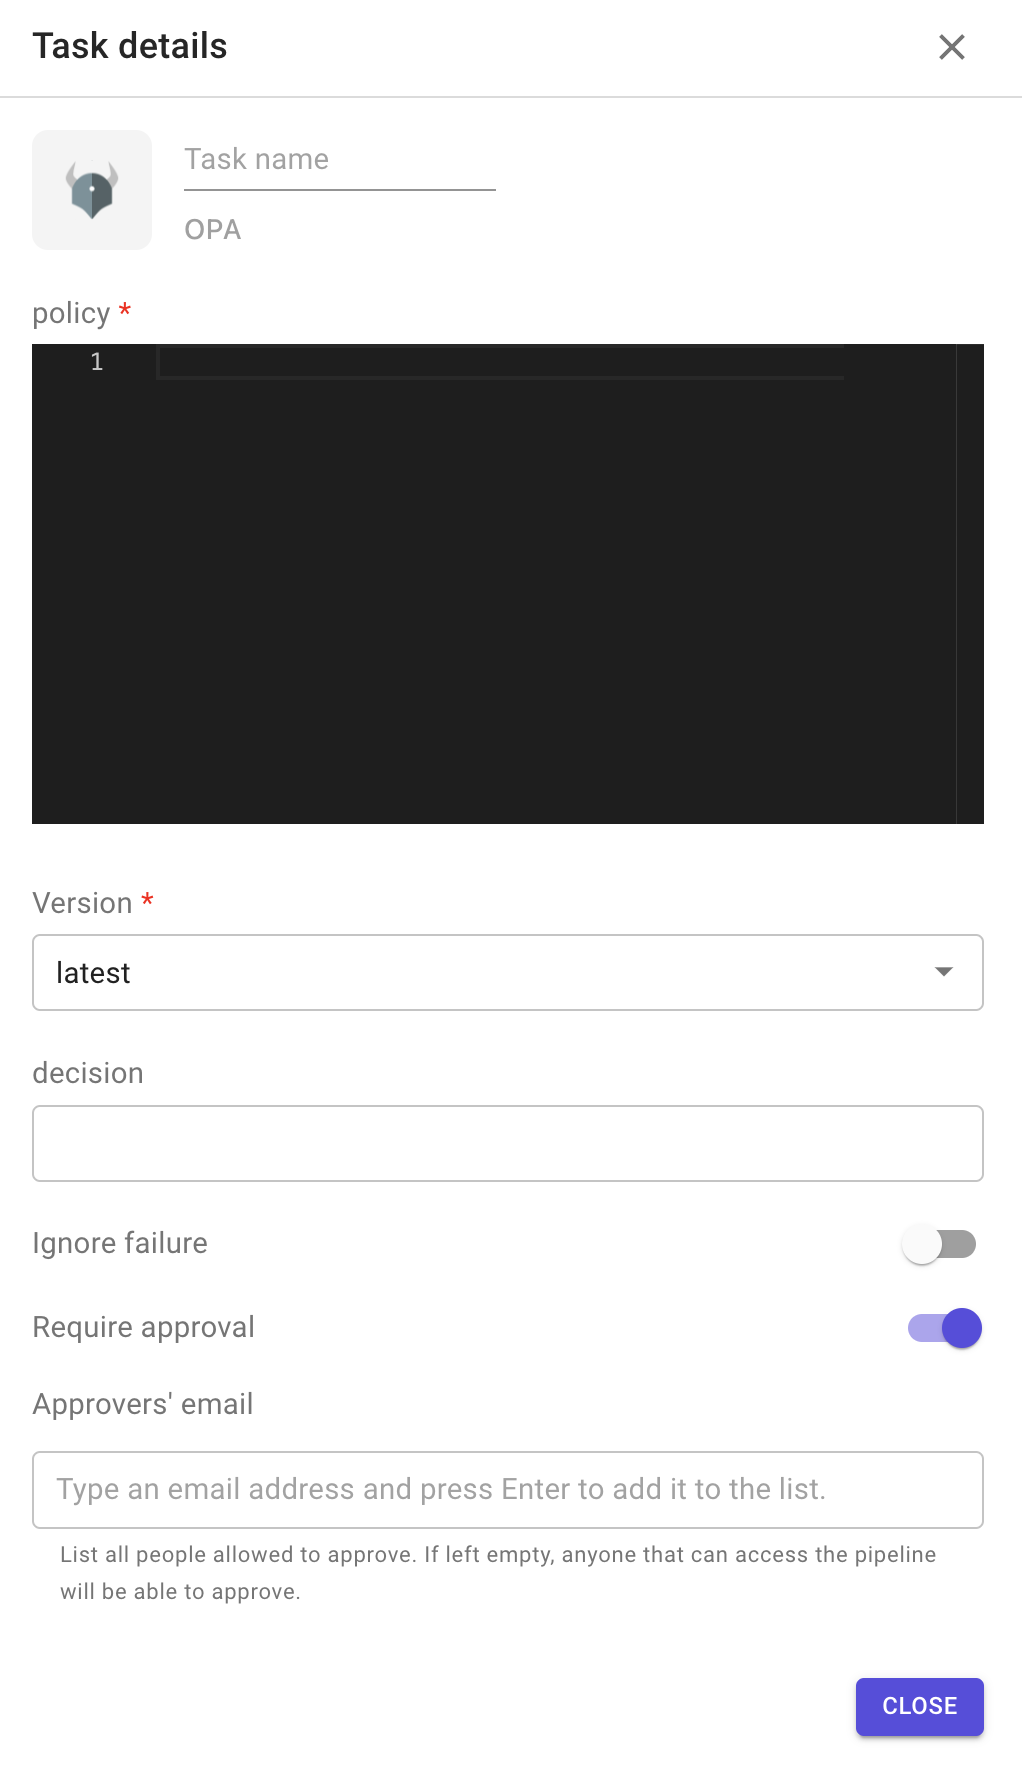 Task details
Task name
OPA
policy *
1
Version *
latest
decision
Ignore failure
Require approval
Approvers' email
Type an email address and press Enter to add it to the list.
List all people allowed to approve. If left empty, anyone that can access the pipeline
will be able to approve.
CLOSE